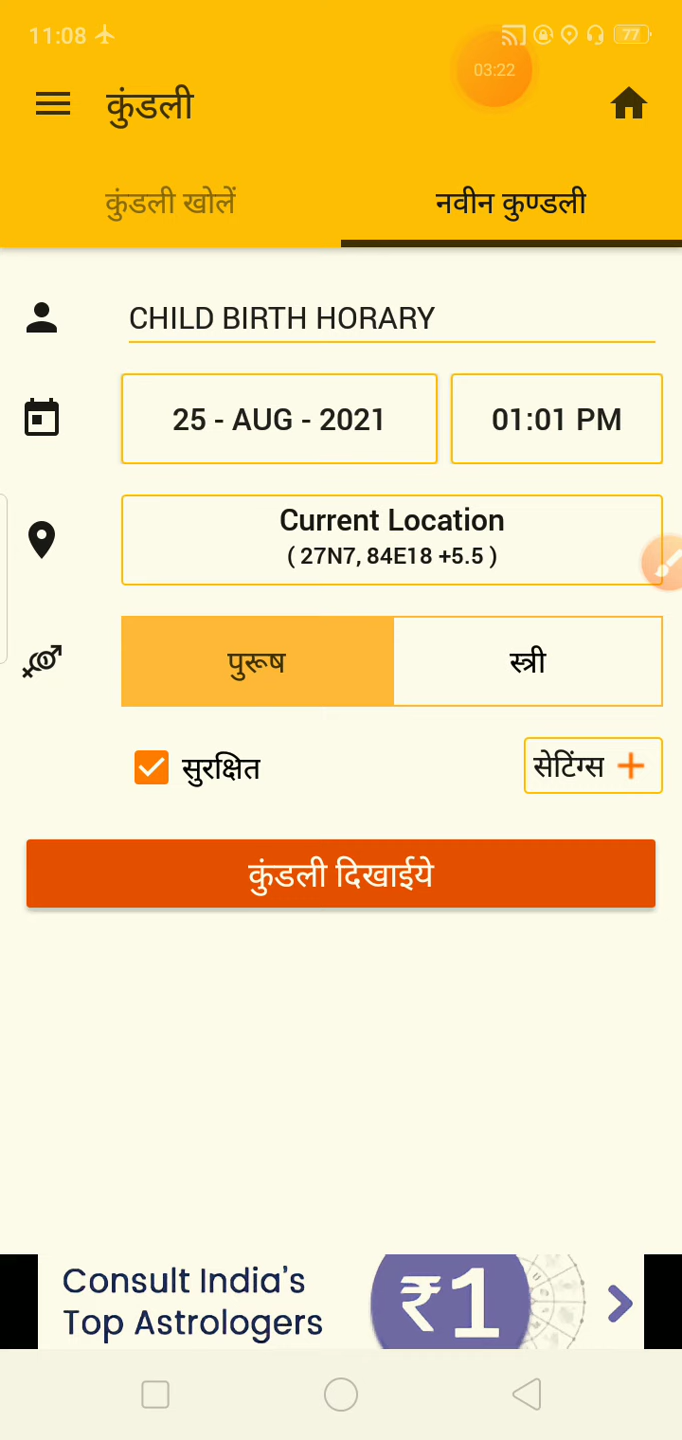 11:08
77
03:22
कुंडली
कुंडली खोलें
नवीन कुण्डली
CHILD BIRTH HORARY
25 - AUG - 2021
01:01 PM
Current Location
( 27N7, 84E18 +5.5 )
पुरूष
स्त्री
सुरक्षित
सेटिंग्स +
कुंडली दिखाईये
Consult India's
Top Astrologers
₹1